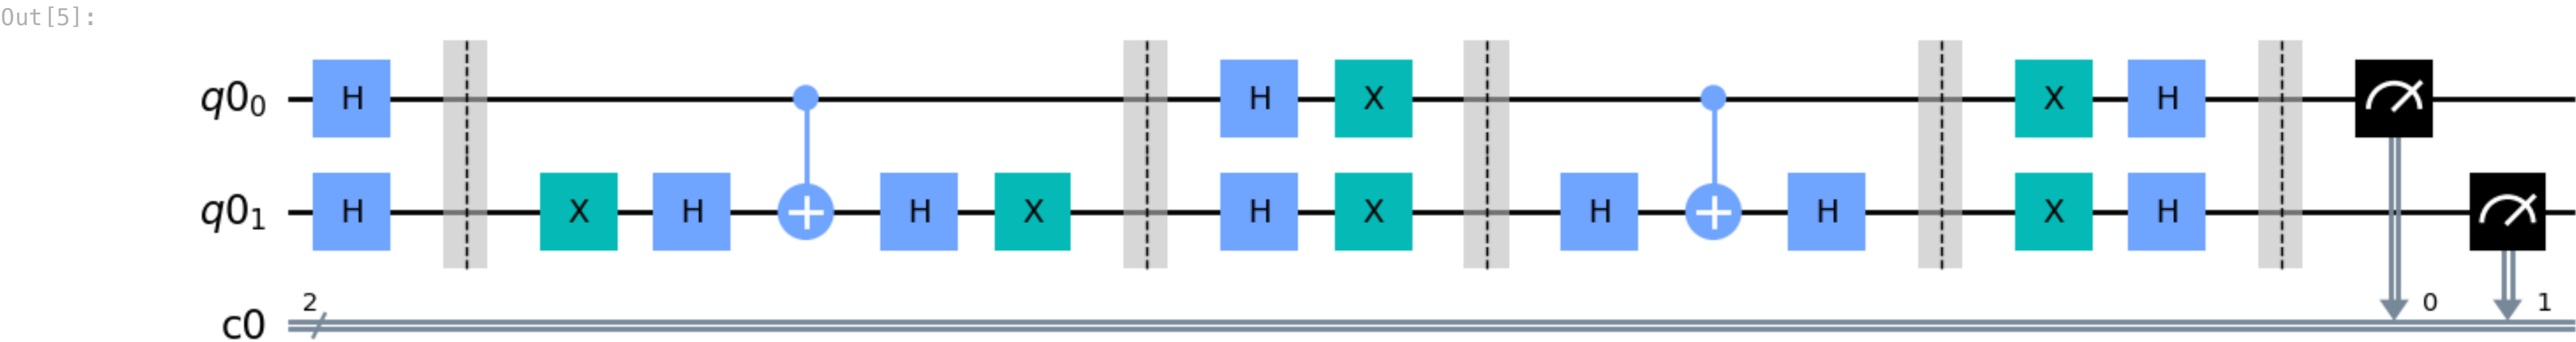 Out[5]:
q0₀ H H X X H
q0₁ H X H H X H X H H X H
c0 2 0 1